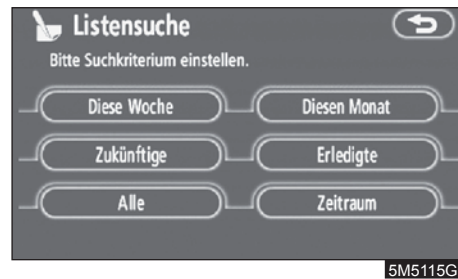 Listensuche
Bitte Suchkriterium einstellen.
Diese Woche Diesen Monat
Zukünftige Erledigte
Alle Zeitraum
5M5115G